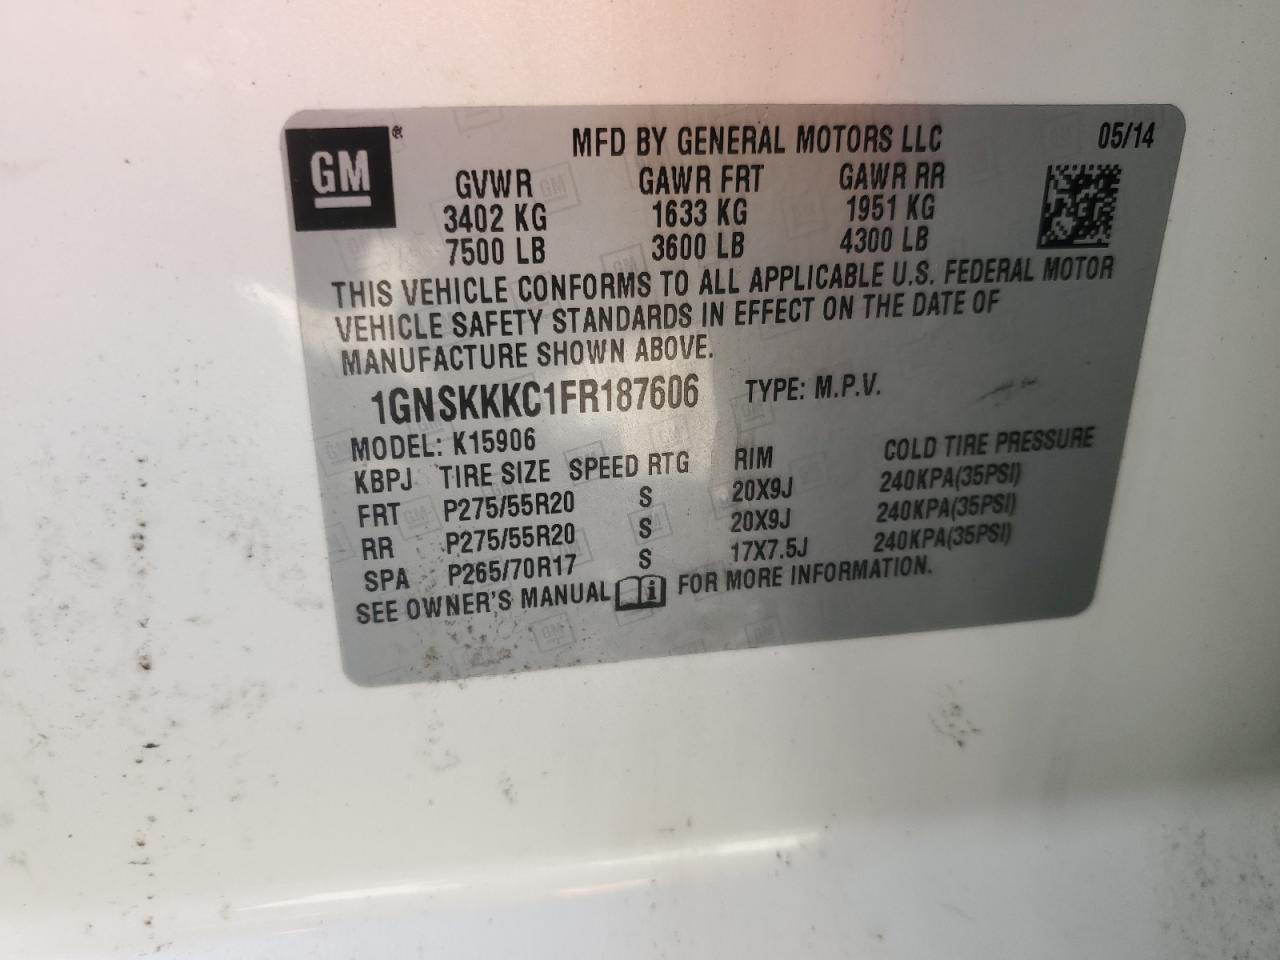 GM® MFD BY GENERAL MOTORS LLC 05/14
GVWR GAWR FRT GAWR RR
3402 KG 1633 KG 1951 KG
7500 LB 3600 LB 4300 LB
THIS VEHICLE CONFORMS TO ALL APPLICABLE U.S. FEDERAL MOTOR
VEHICLE SAFETY STANDARDS IN EFFECT ON THE DATE OF
MANUFACTURE SHOWN ABOVE.
1GNSKKKC1FR187606 TYPE: M.P.V.
MODEL: K15906
KBPJ TIRE SIZE SPEED RTG RIM COLD TIRE PRESSURE
FRT P275/55R20 S 20X9J 240KPA(35PSI)
RR P275/55R20 S 20X9J 240KPA(35PSI)
SPA P265/70R17 S 17X7.5J 240KPA(35PSI)
SEE OWNER'S MANUAL i FOR MORE INFORMATION.